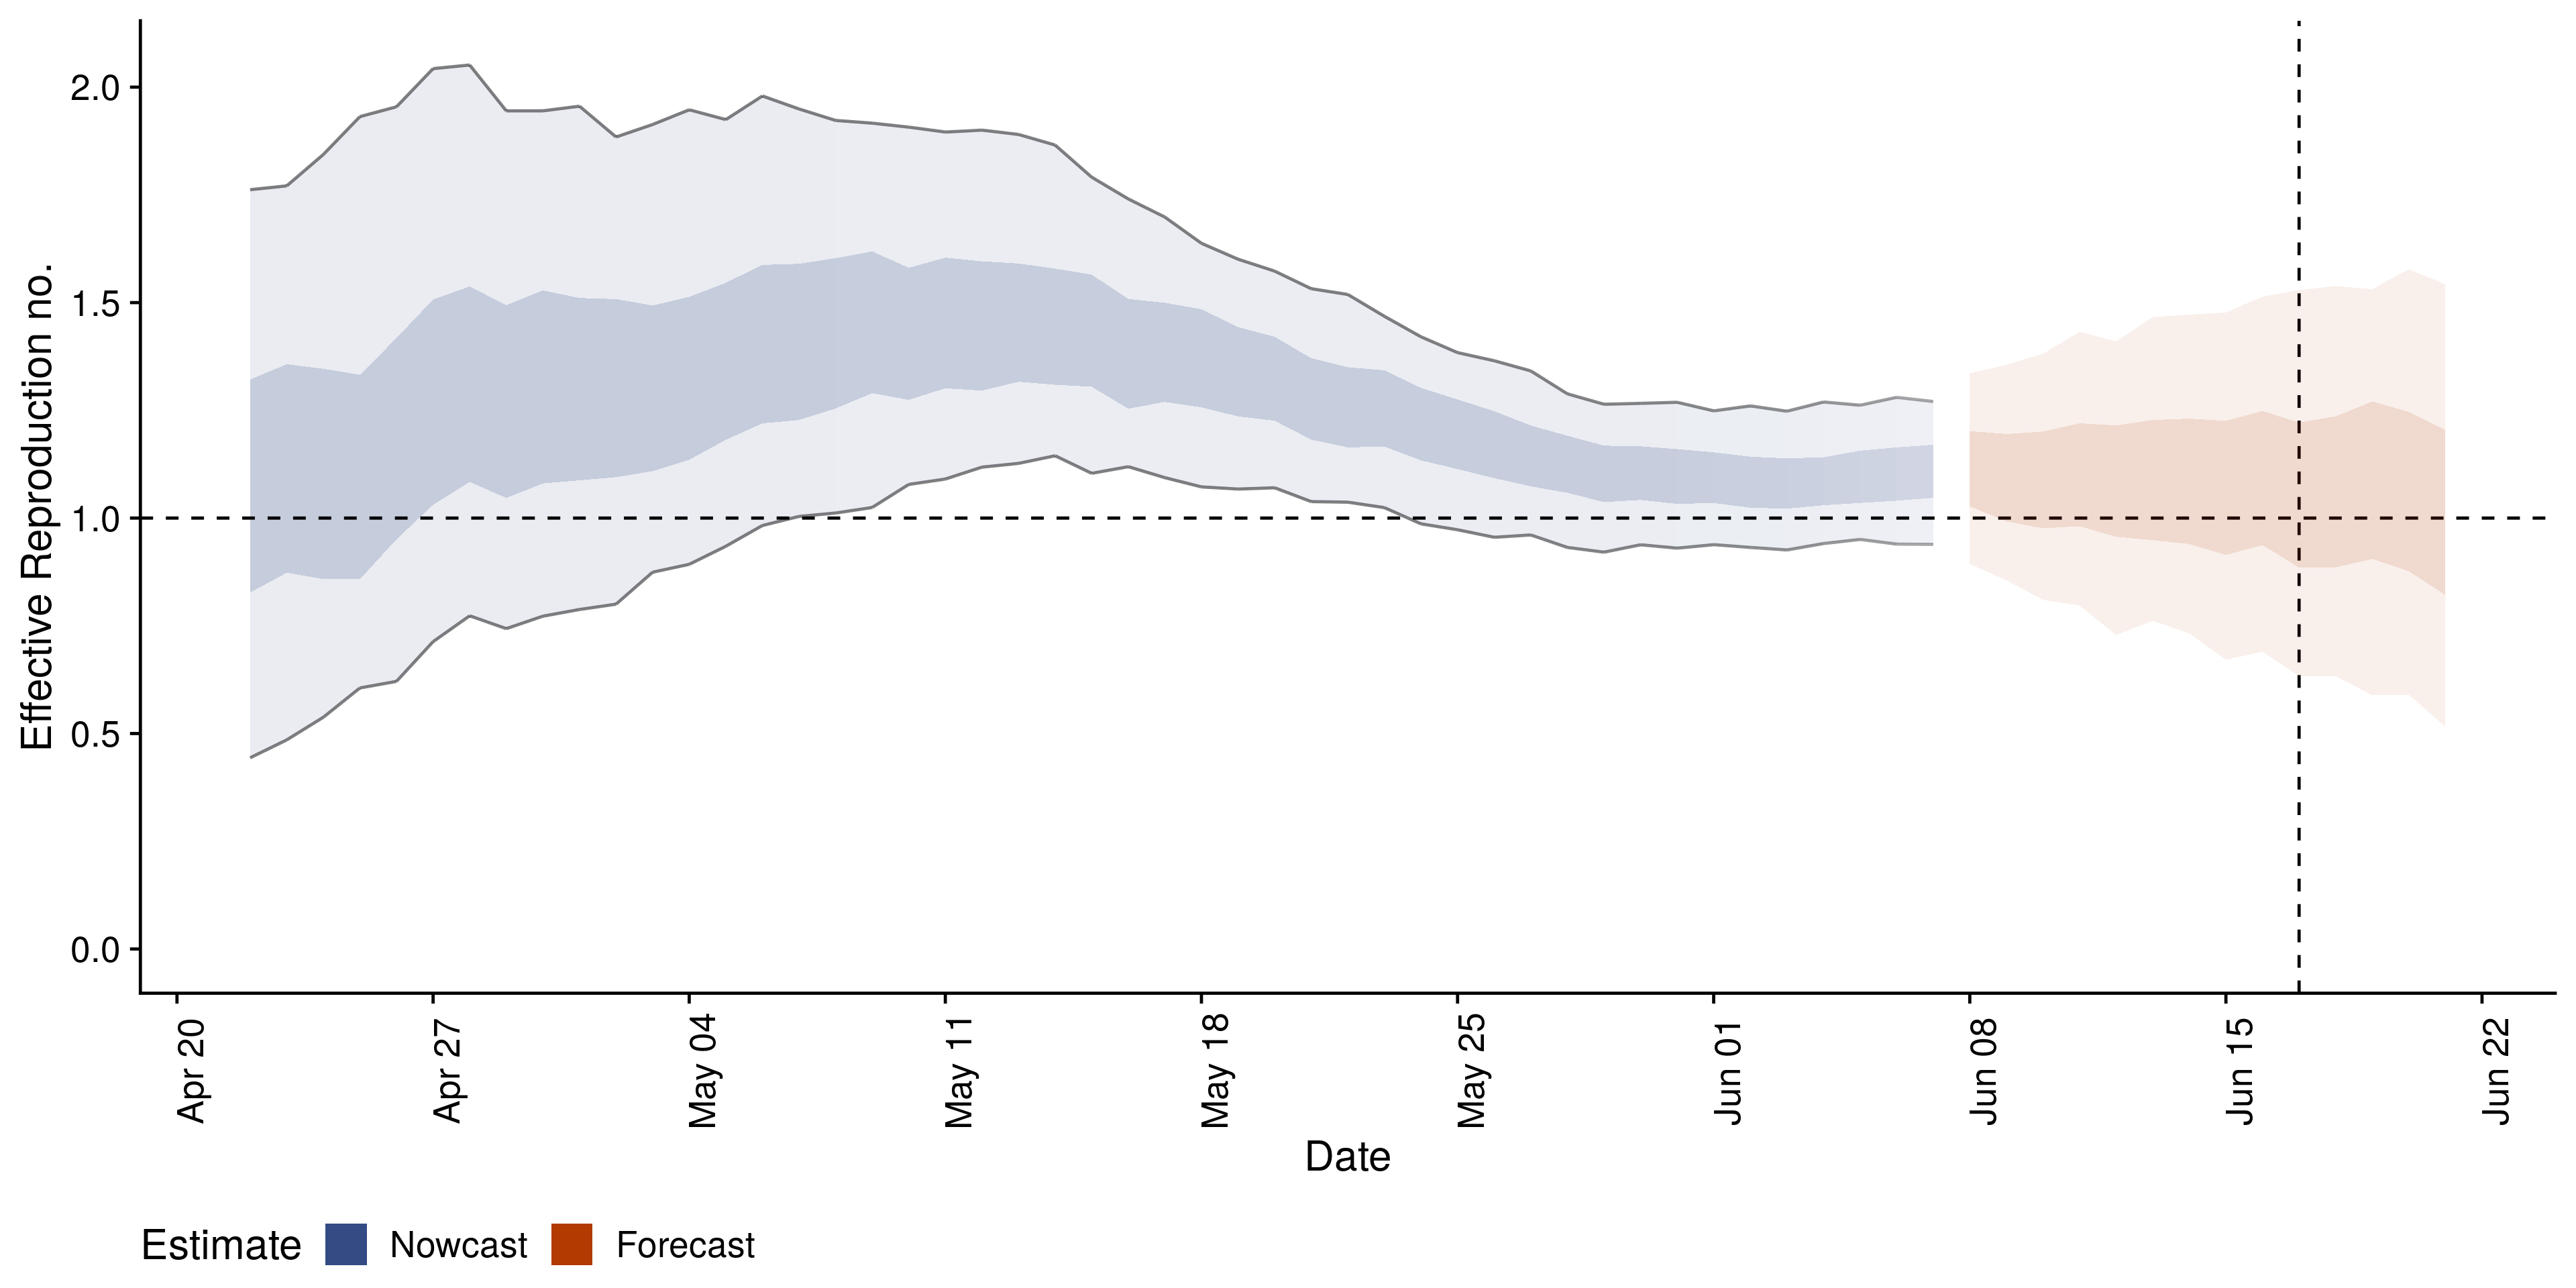 Effective Reproduction no.
2.0
1.5
1.0
0.5
0.0
Apr 20
Apr 27
May 04
May 11
May 18
May 25
Jun 01
Jun 08
Jun 15
Jun 22
Date
Estimate Nowcast Forecast